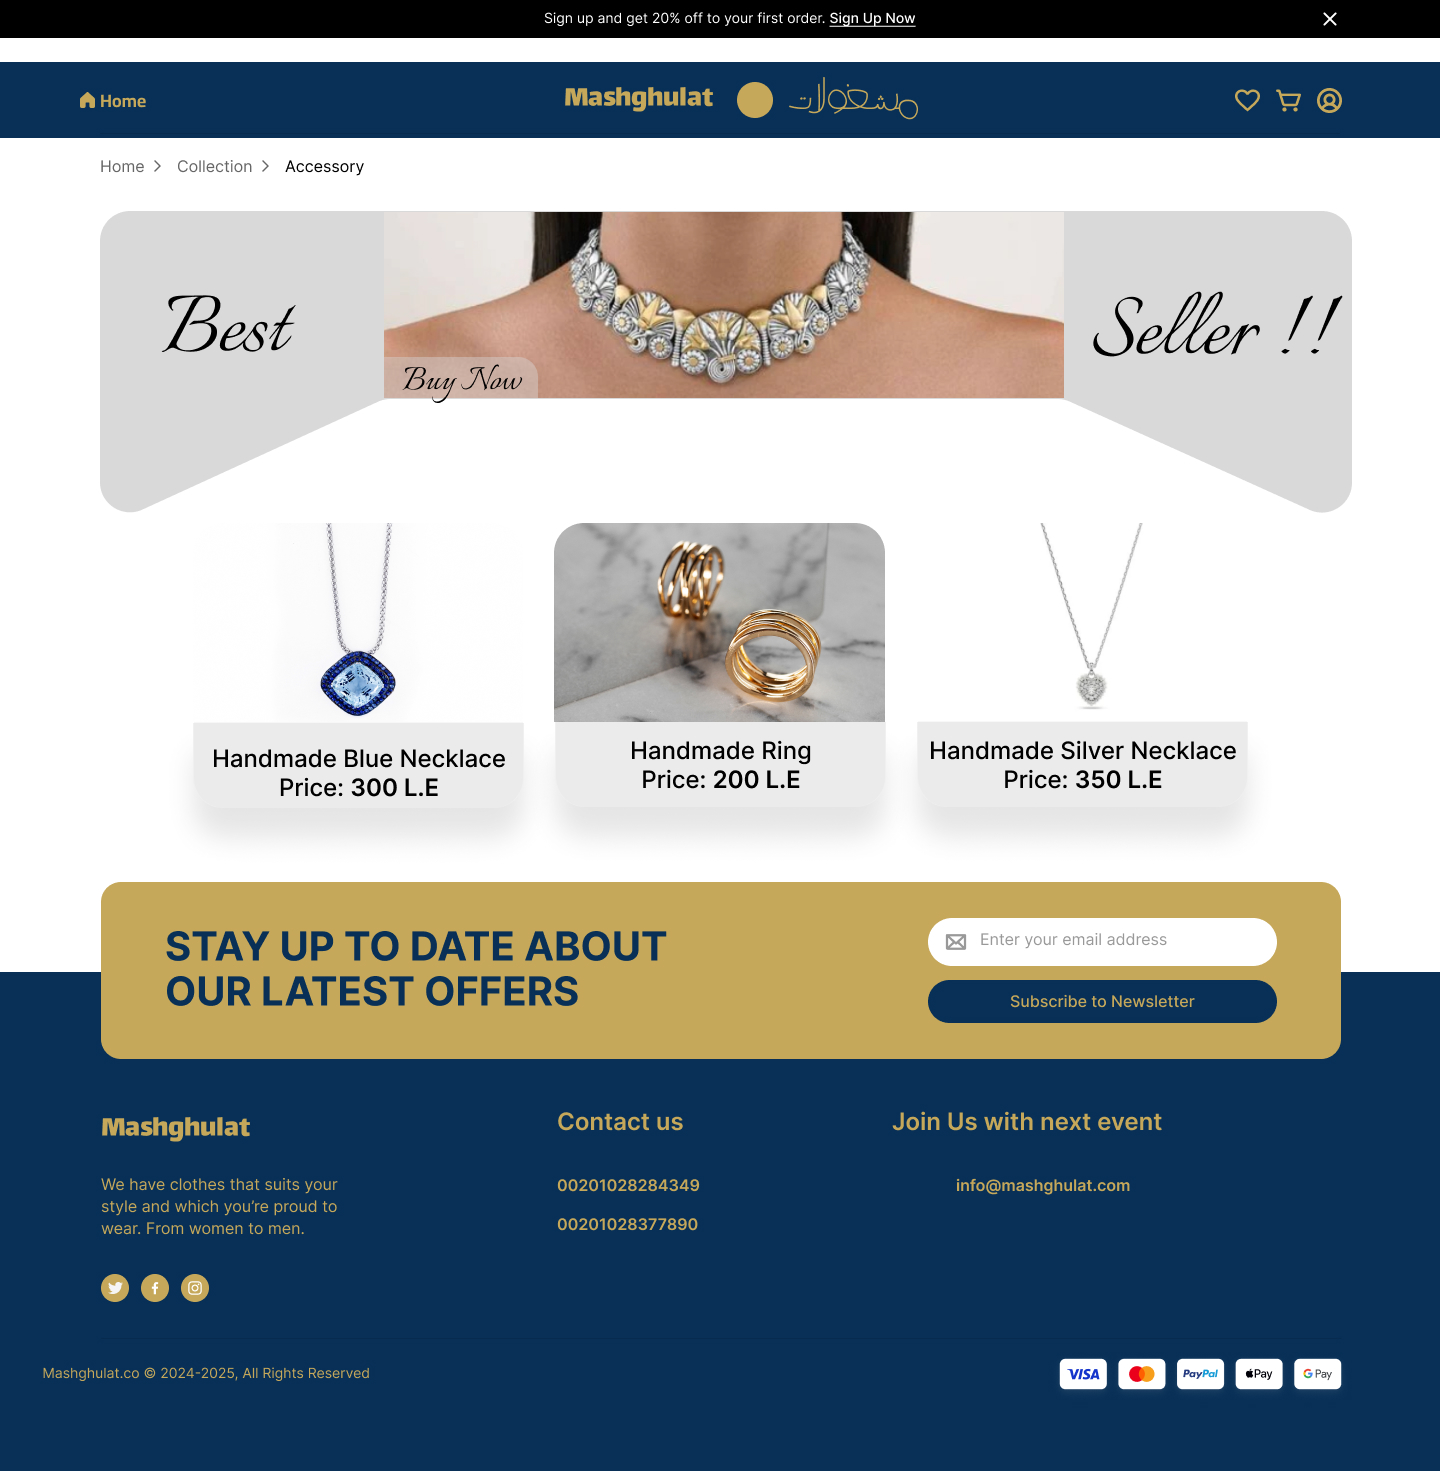 Sign up and get 20% off to your first order. Sign Up Now
Home
Mashghulat
مشغولات
Home
Collection
Accessory
Best
Seller !!
Buy Now
Handmade Blue Necklace
Price: 300 L.E
Handmade Ring
Price: 200 L.E
Handmade Silver Necklace
Price: 350 L.E
STAY UP TO DATE ABOUT
OUR LATEST OFFERS
Enter your email address
Subscribe to Newsletter
Mashghulat
We have clothes that suits your
style and which you’re proud to
wear. From women to men.
Contact us
00201028284349
00201028377890
Join Us with next event
info@mashghulat.com
Mashghulat.co © 2024-2025, All Rights Reserved
VISA
PayPal
Pay
G Pay